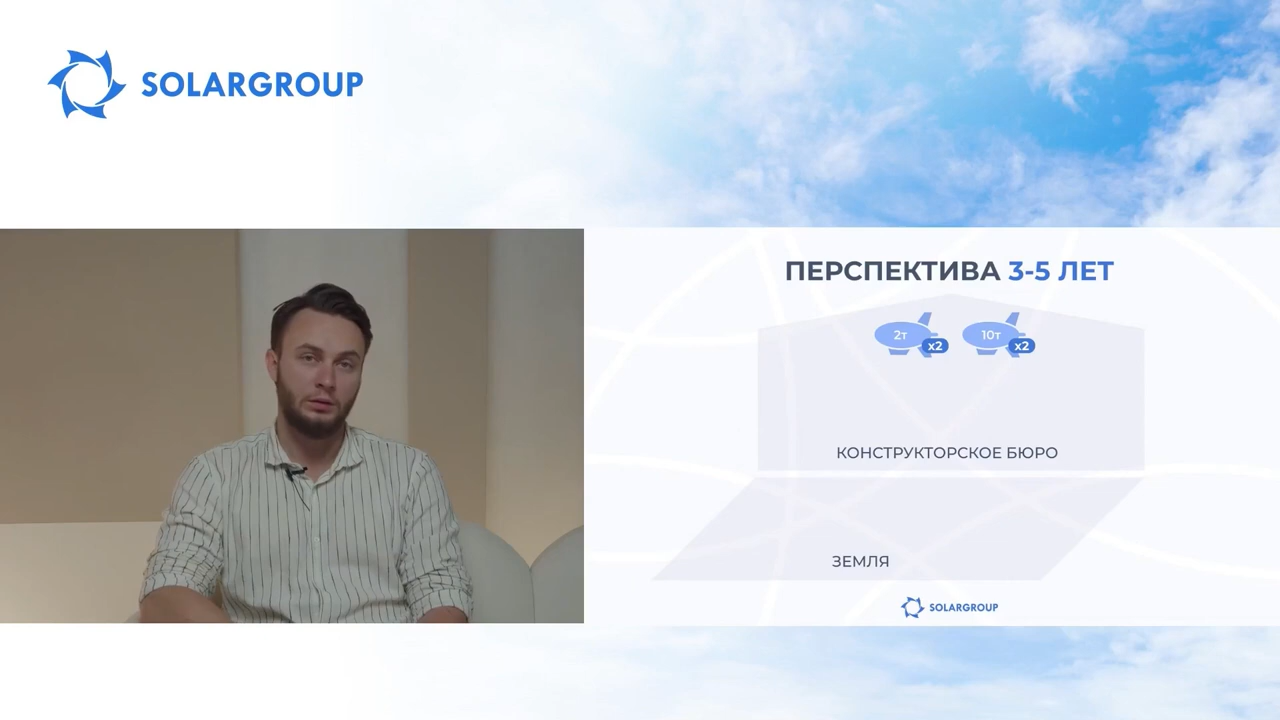 SOLARGROUP
ПЕРСПЕКТИВА 3-5 ЛЕТ
2т x2 10т x2
КОНСТРУКТОРСКОЕ БЮРО
ЗЕМЛЯ
SOLARGROUP